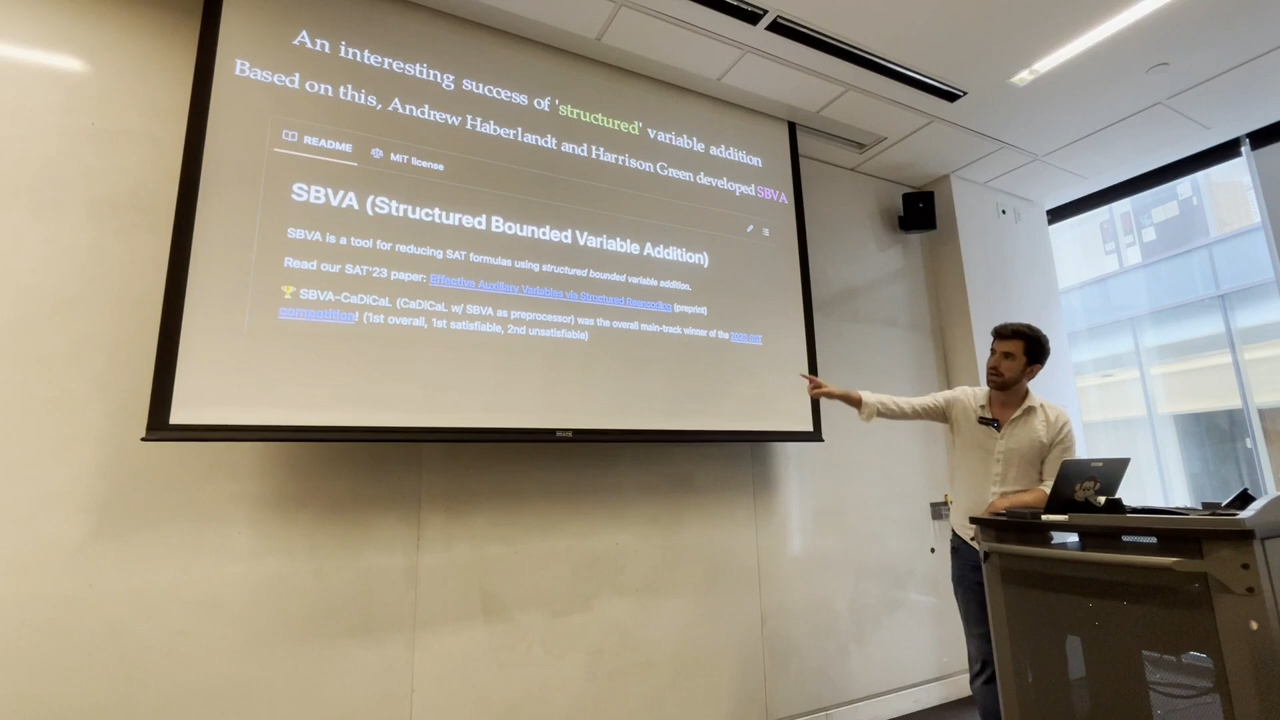 An interesting success of 'structured' variable addition
Based on this, Andrew Haberlandt and Harrison Green developed SBVA
README
MIT license
SBVA (Structured Bounded Variable Addition)
SBVA is a tool for reducing SAT formulas using structured bounded variable addition.
Read our SAT'23 paper: Effective Auxiliary Variables via Structured Reencoding (preprint)
🏆 SBVA-CaDiCaL (CaDiCaL w/ SBVA as preprocessor) was the overall main-track winner of the 2023 SAT
competition! (1st overall, 1st satisfiable, 2nd unsatisfiable)